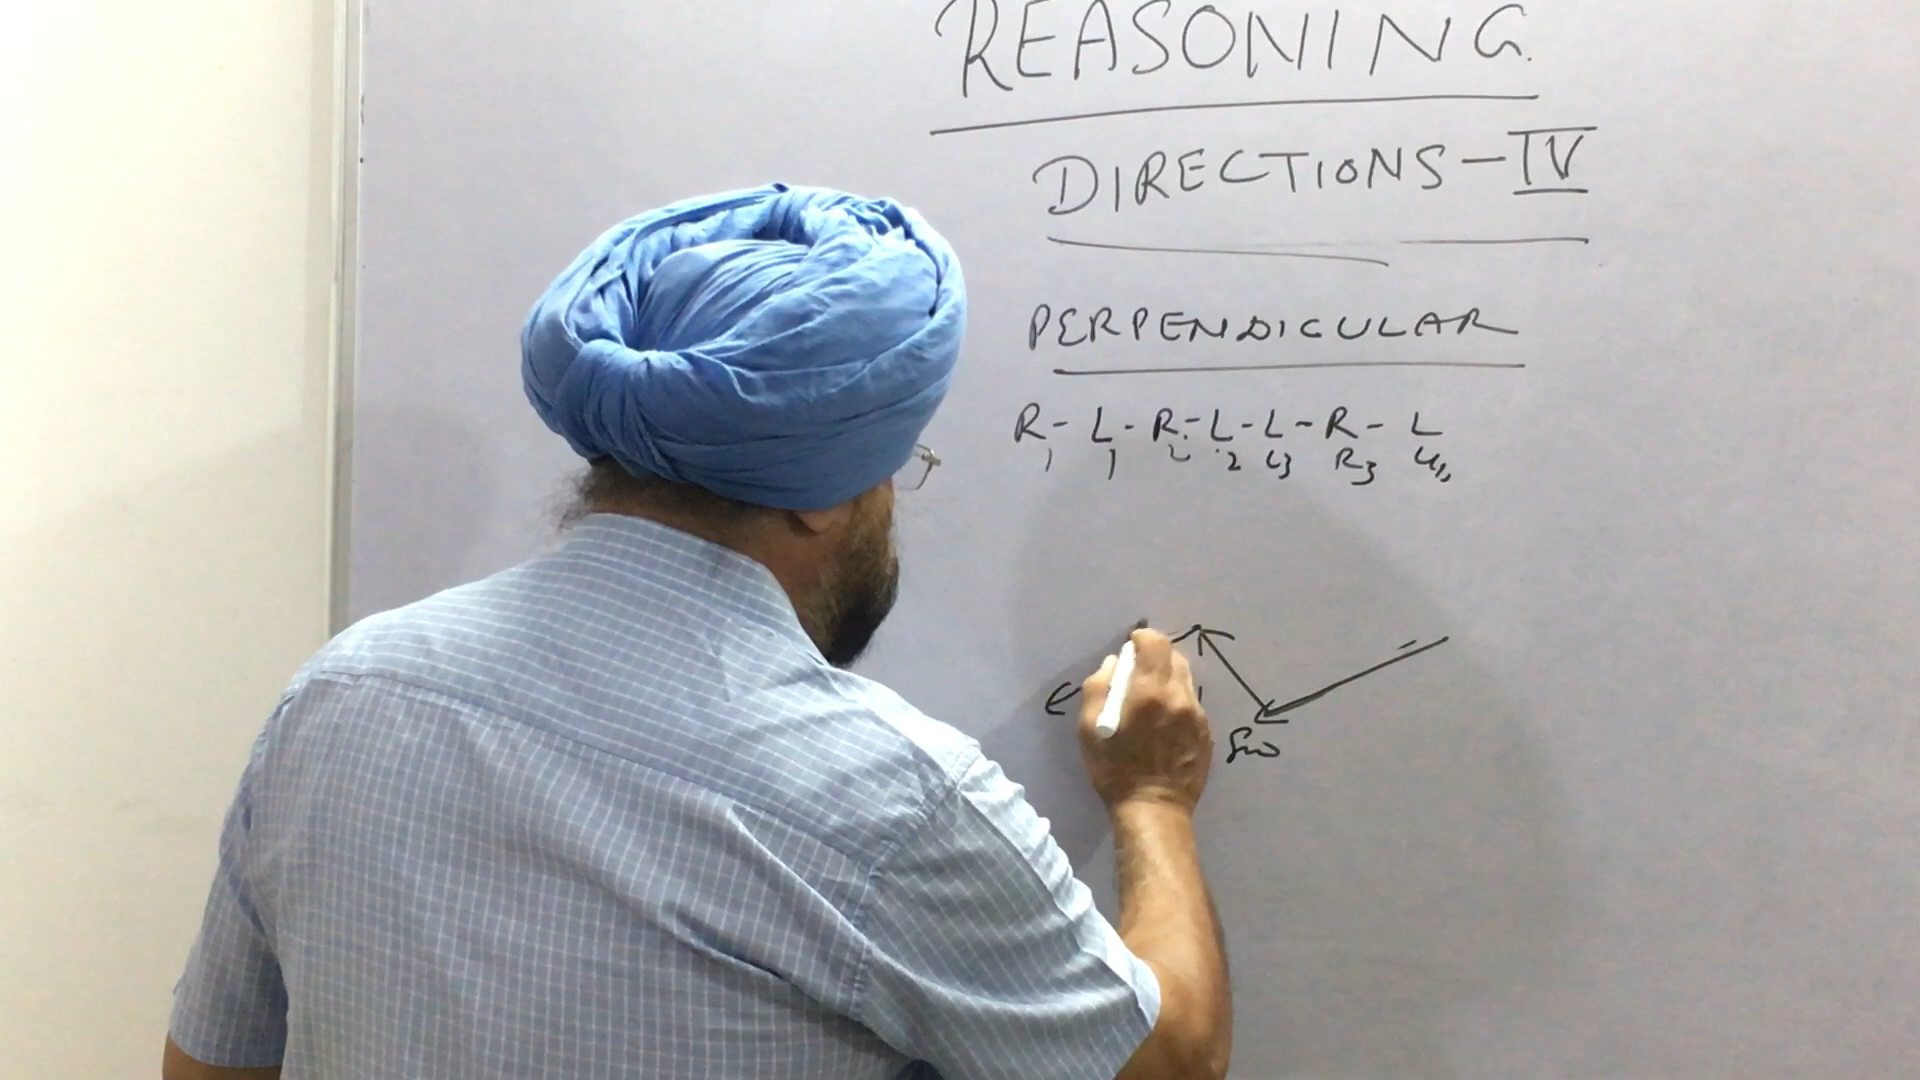 REASONING
DIRECTIONS-IV
PERPENDICULAR
R- L- R- L- L- R- L
1 1 2 2 L3 R3 L4
SW